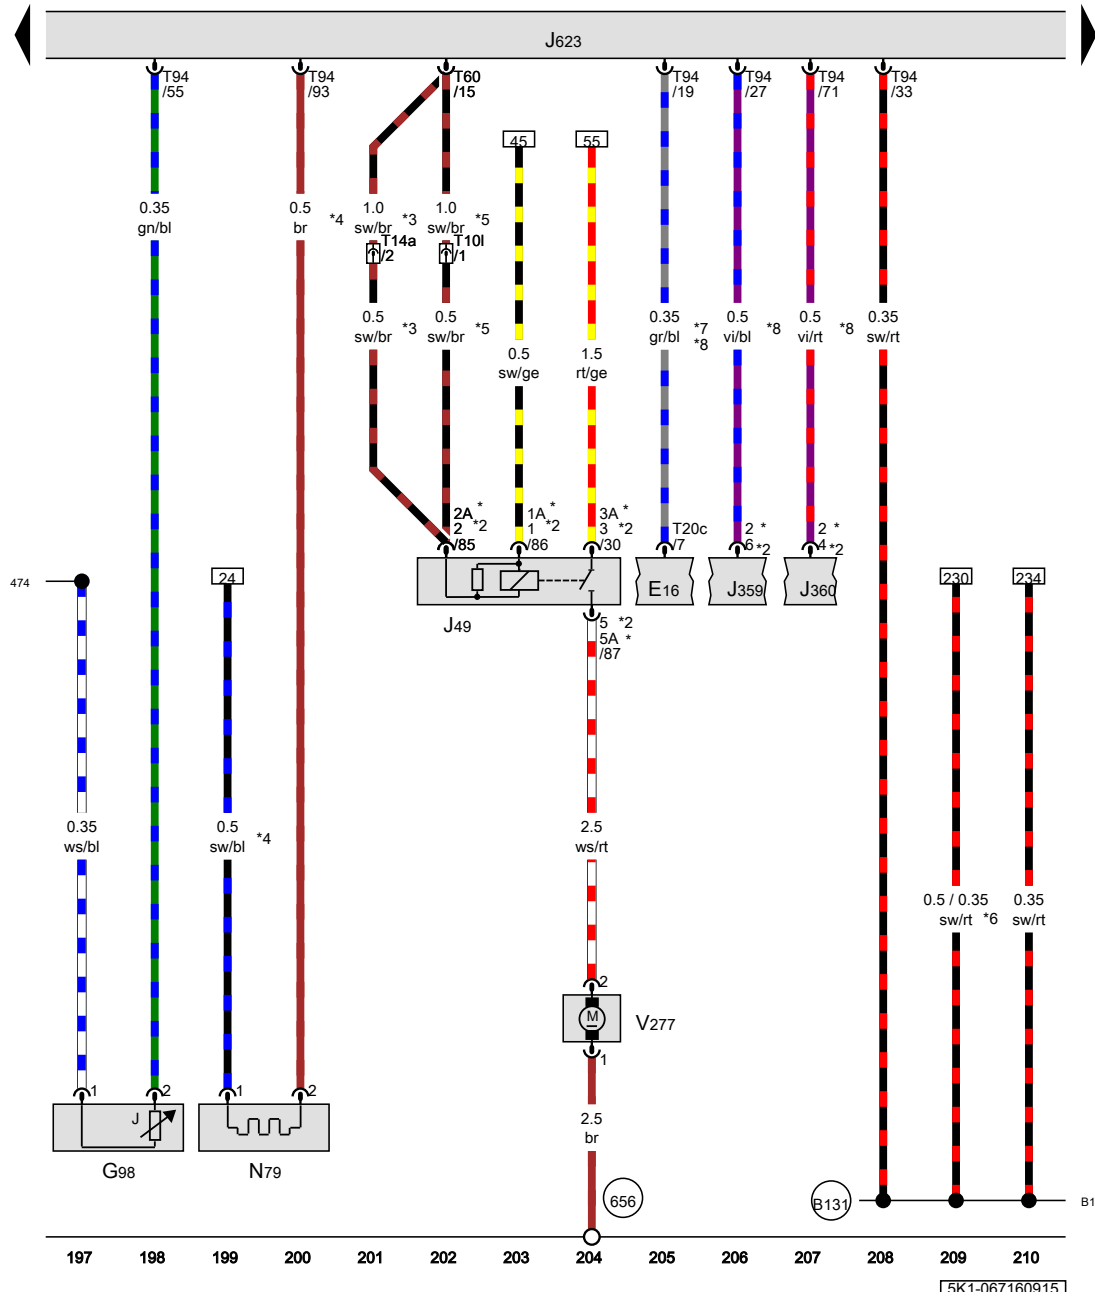 J623
T94
/55
T94
/93
T60
/15
T94
/19
T94
/27
T94
/71
T94
/33
45
55
0.35
gn/bl
0.5
br
*4
1.0
sw/br
*3
1.0
sw/br
*5
T14a
/2
T10l
/1
0.5
sw/br
*3
0.5
sw/br
*5
0.5
sw/ge
1.5
rt/ge
0.35
gr/bl
*7
*8
0.5
vi/bl
*8
0.5
vi/rt
*8
0.35
sw/rt
2A *
2 *2
/85
1A *
1 *2
/86
3A *
3 *2
/30
T20c
/7
2 *
6 *2
2 *
4 *2
474
24
J49
E16
J359
J360
230
234
5 *2
5A *
/87
0.35
ws/bl
0.5
sw/bl
*4
2.5
ws/rt
0.5 / 0.35
sw/rt *6
0.35
sw/rt
2
M
V277
1
1
2
1
2
J
G98
N79
2.5
br
656
B131
B1
197 198 199 200 201 202 203 204 205 206 207 208 209 210
5K1-067160915